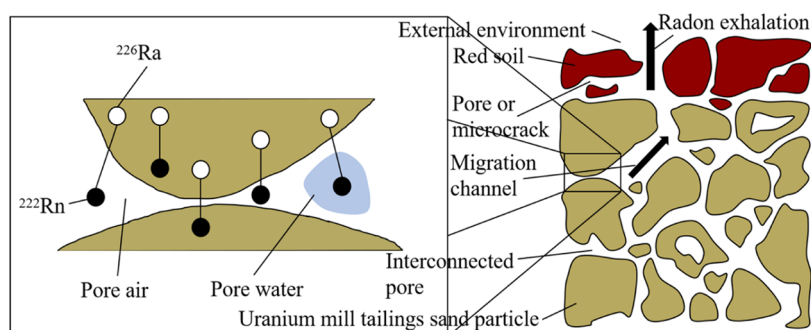 ²²⁶Ra
²²²Rn
Pore air
Pore water
External environment
Radon exhalation
Red soil
Pore or
microcrack
Migration
channel
Interconnected
pore
Uranium mill tailings sand particle